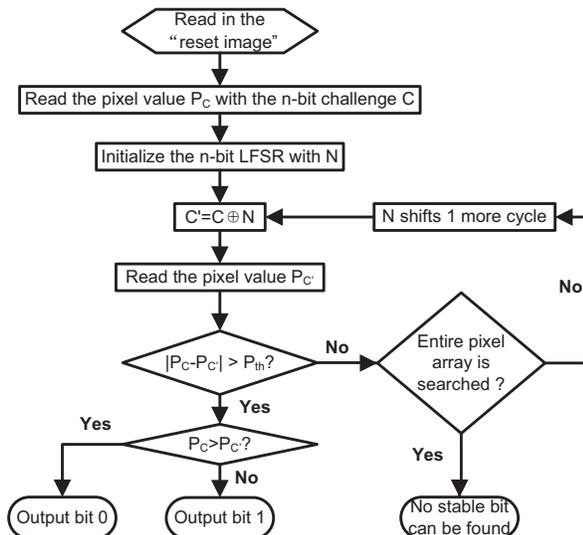 Read in the
“reset image”
Read the pixel value P_C with the n-bit challenge C
Initialize the n-bit LFSR with N
C'=C⊕N
N shifts 1 more cycle
Read the pixel value P_C'
No
|P_C-P_C'| > P_th?
No
Entire pixel
array is
searched ?
Yes
P_C>P_C'?
Yes
No
Yes
Output bit 0
Output bit 1
No stable bit
can be found